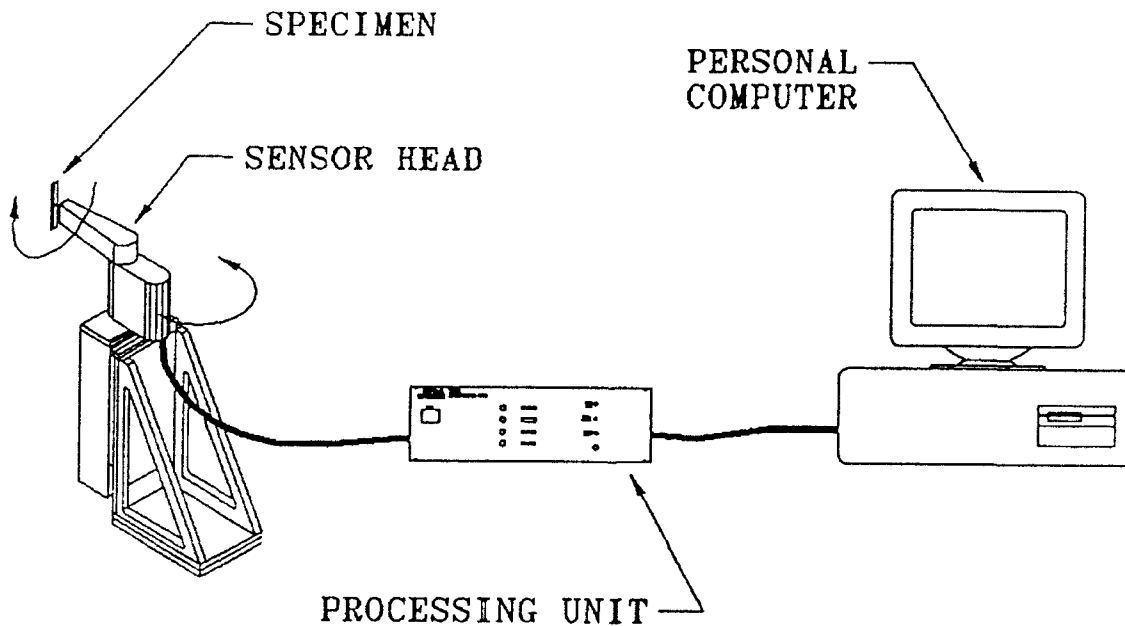 SPECIMEN
PERSONAL
COMPUTER
SENSOR HEAD
PROCESSING UNIT